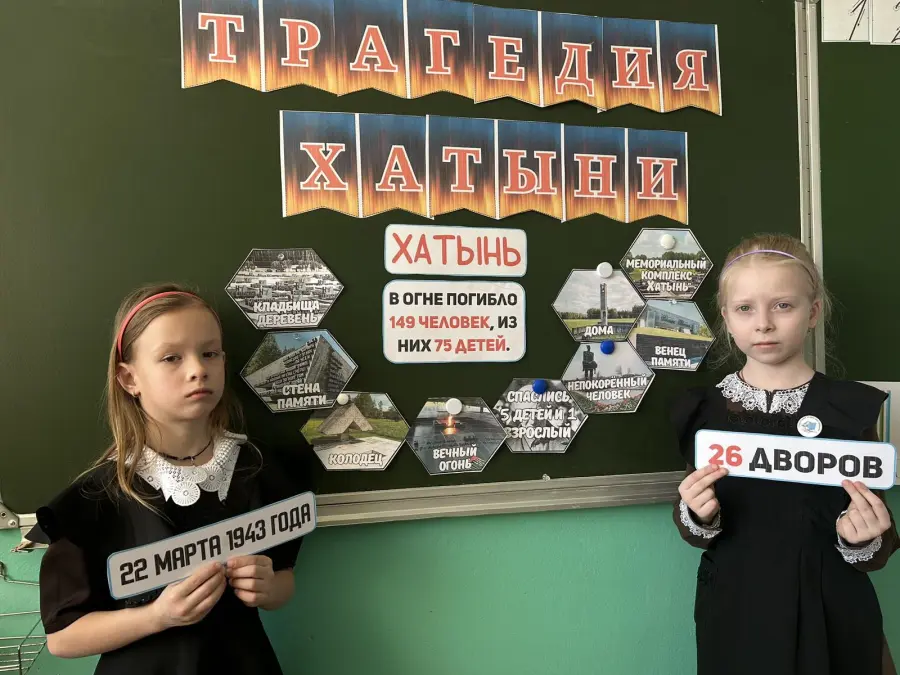 ТРАГЕДИЯ
ХАТЫНИ
ХАТЫНЬ
В ОГНЕ ПОГИБЛО
149 ЧЕЛОВЕК, ИЗ
НИХ 75 ДЕТЕЙ.
КЛАДБИЩА
ДЕРЕВЕНЬ
СТЕНА
ПАМЯТИ
КОЛОДЕЦ
ВЕЧНЫЙ
ОГОНЬ
СПАСЛИСЬ
5 ДЕТЕЙ И 1
ВЗРОСЛЫЙ
НЕПОКОРЁННЫЙ
ЧЕЛОВЕК
ДОМА
ВЕНЕЦ
ПАМЯТИ
МЕМОРИАЛЬНЫЙ
КОМПЛЕКС
ХАТЫНЬ
22 МАРТА 1943 ГОДА
26 ДВОРОВ